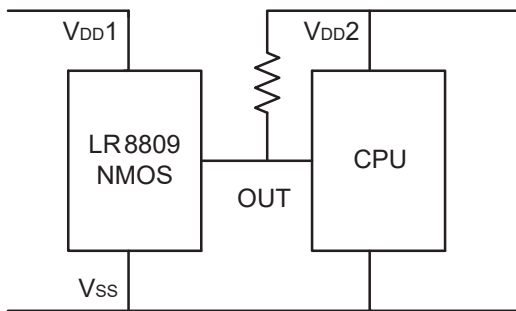 VDD1
VDD2
LR8809
NMOS
CPU
OUT
VSS